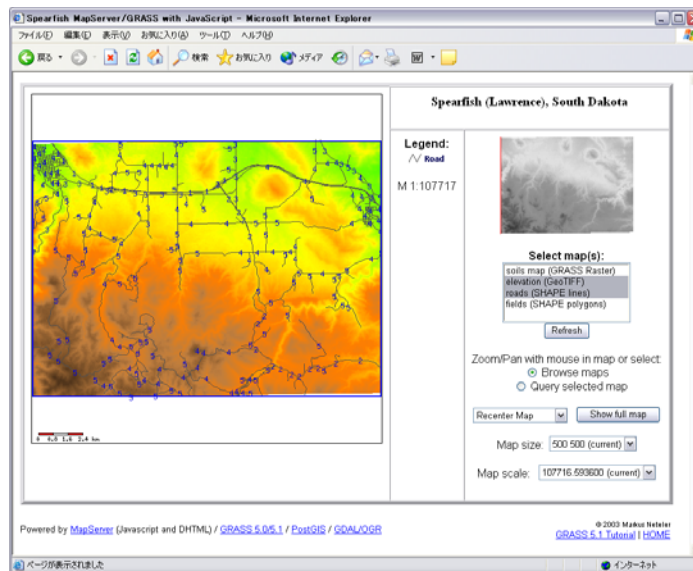 Spearfish MapServer/GRASS with JavaScript - Microsoft Internet Explorer
ファイル(F) 編集(E) 表示(V) お気に入り(A) ツール(T) ヘルプ(H)
戻る 検索 お気に入り メディア
Spearfish (Lawrence), South Dakota
Legend:
Road
M 1:107717
Select map(s):
soils map (GRASS Raster)
elevation (GeoTIFF)
roads (SHAPE lines)
fields (SHAPE polygons)
Refresh
Zoom/Pan with mouse in map or select:
Browse maps
Query selected map
Recenter Map Show full map
Map size: 500 500 (current)
Map scale: 107716.593600 (current)
Powered by MapServer (Javascript and DHTML) / GRASS 5.0/5.1 / PostGIS / GDAL/OGR
© 2003 Markus Neteler
GRASS 5.1 Tutorial | HOME
ページが表示されました インターネット